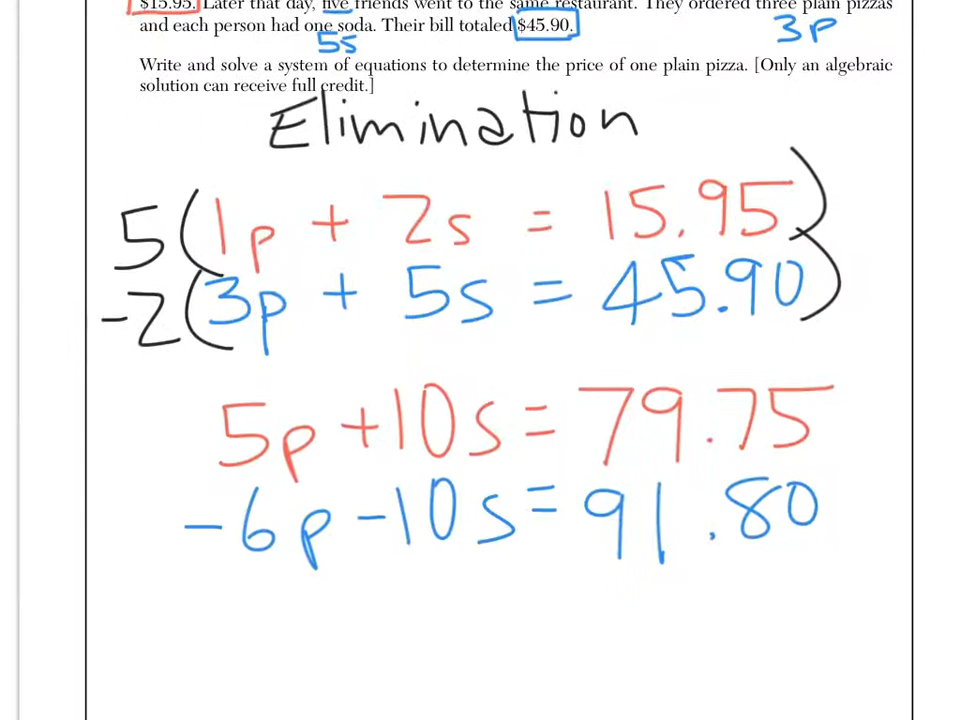 $15.95. Later that day, five friends went to the same restaurant. They ordered three plain pizzas
and each person had one soda. Their bill totaled $45.90.
5s
3p
Write and solve a system of equations to determine the price of one plain pizza. [Only an algebraic
solution can receive full credit.]
Elimination
5(1p + 2s = 15.95)
-2(3p + 5s = 45.90)
5p+10s=79.75
-6p-10s=91.80